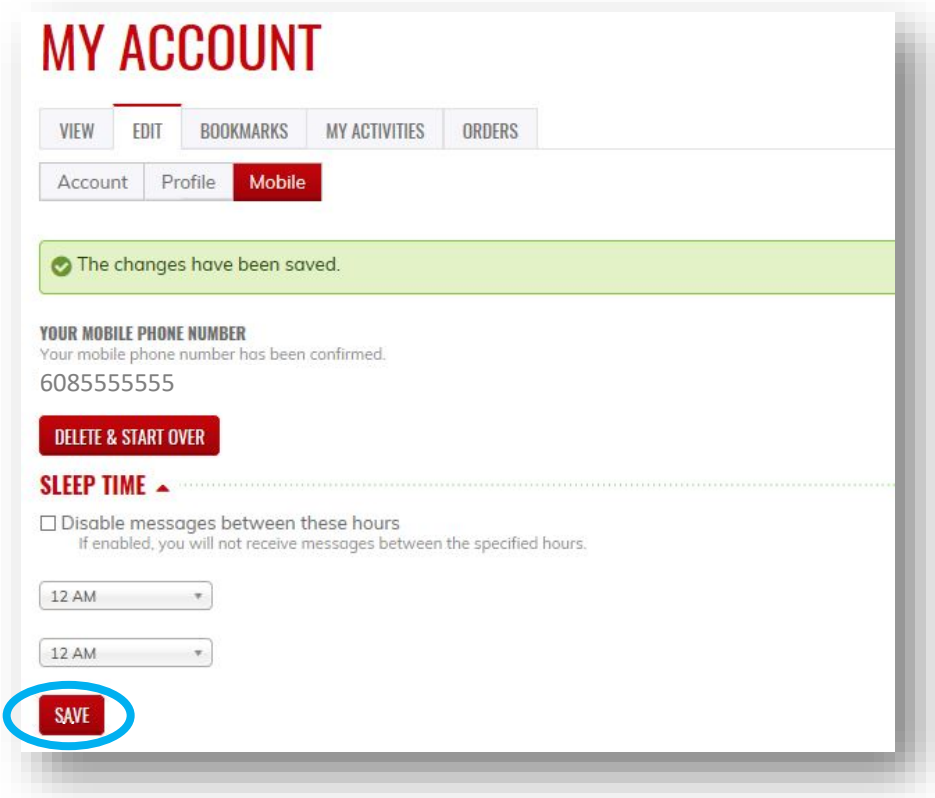 MY ACCOUNT
VIEW EDIT BOOKMARKS MY ACTIVITIES ORDERS
Account Profile Mobile
The changes have been saved.
YOUR MOBILE PHONE NUMBER
Your mobile phone number has been confirmed.
6085555555
DELETE & START OVER
SLEEP TIME
Disable messages between these hours
If enabled, you will not receive messages between the specified hours.
12 AM
12 AM
SAVE